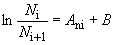 ln N_i / N_{i+1} = A_{ni} + B